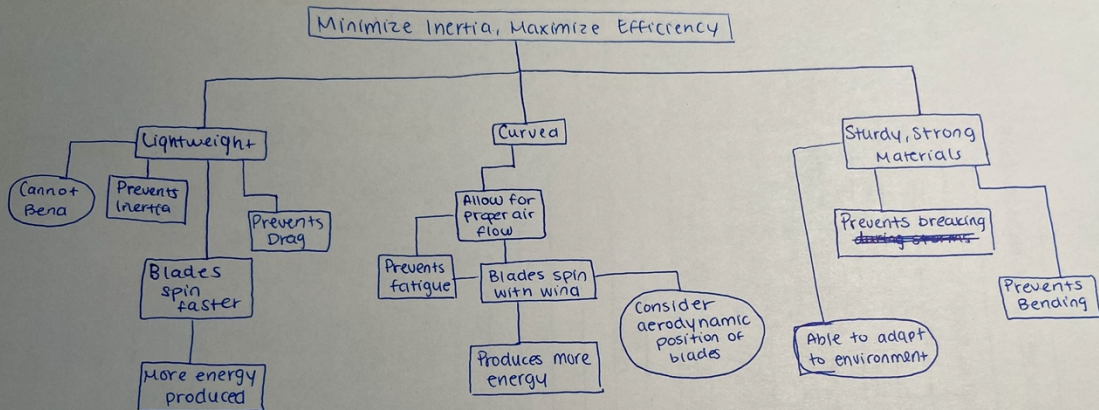 Minimize Inertia, Maximize Efficiency
Lightweight
Cannot
Bend
Prevents
Inertia
Prevents
Drag
Blades
spin
faster
More energy
produced
Curved
Allow for
proper air
flow
Prevents
fatigue
Blades spin
with wind
Consider
aerodynamic
position of
blades
Produces more
energy
Sturdy, Strong
Materials
Prevents breaking
during storms
Prevents
Bending
Able to adapt
to environment